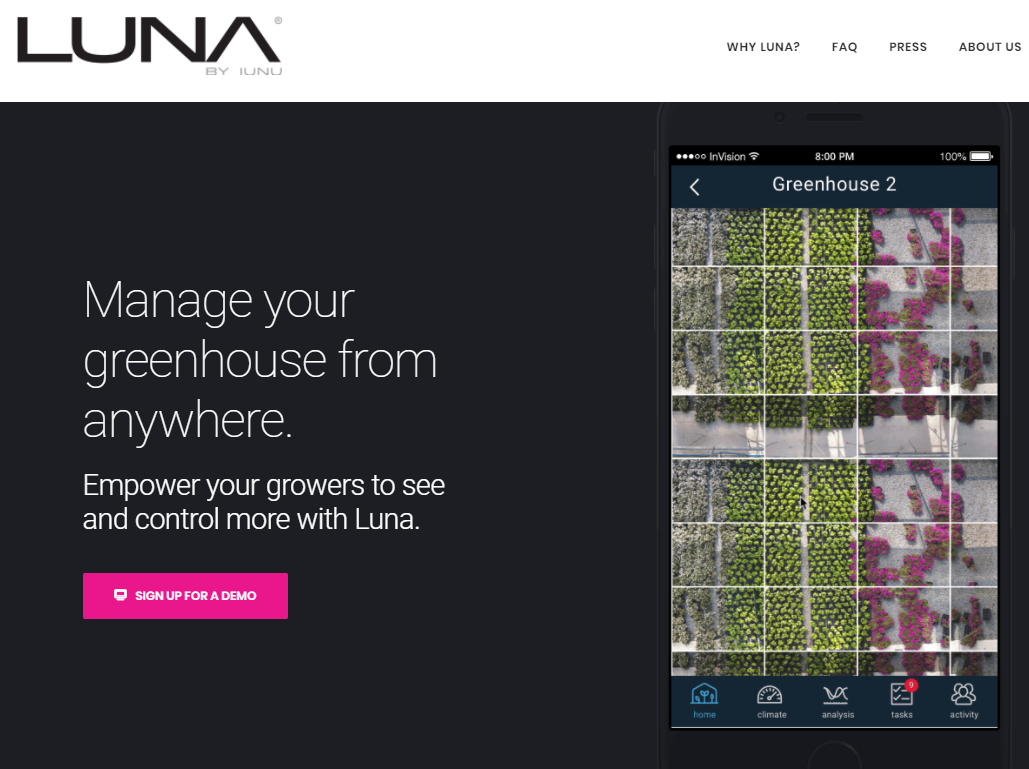 LUNA®
BY IUNU
WHY LUNA? FAQ PRESS ABOUT US
InVision 8:00 PM 100%
Greenhouse 2
Manage your
greenhouse from
anywhere.
Empower your growers to see
and control more with Luna.
SIGN UP FOR A DEMO
9
home climate analysis tasks activity